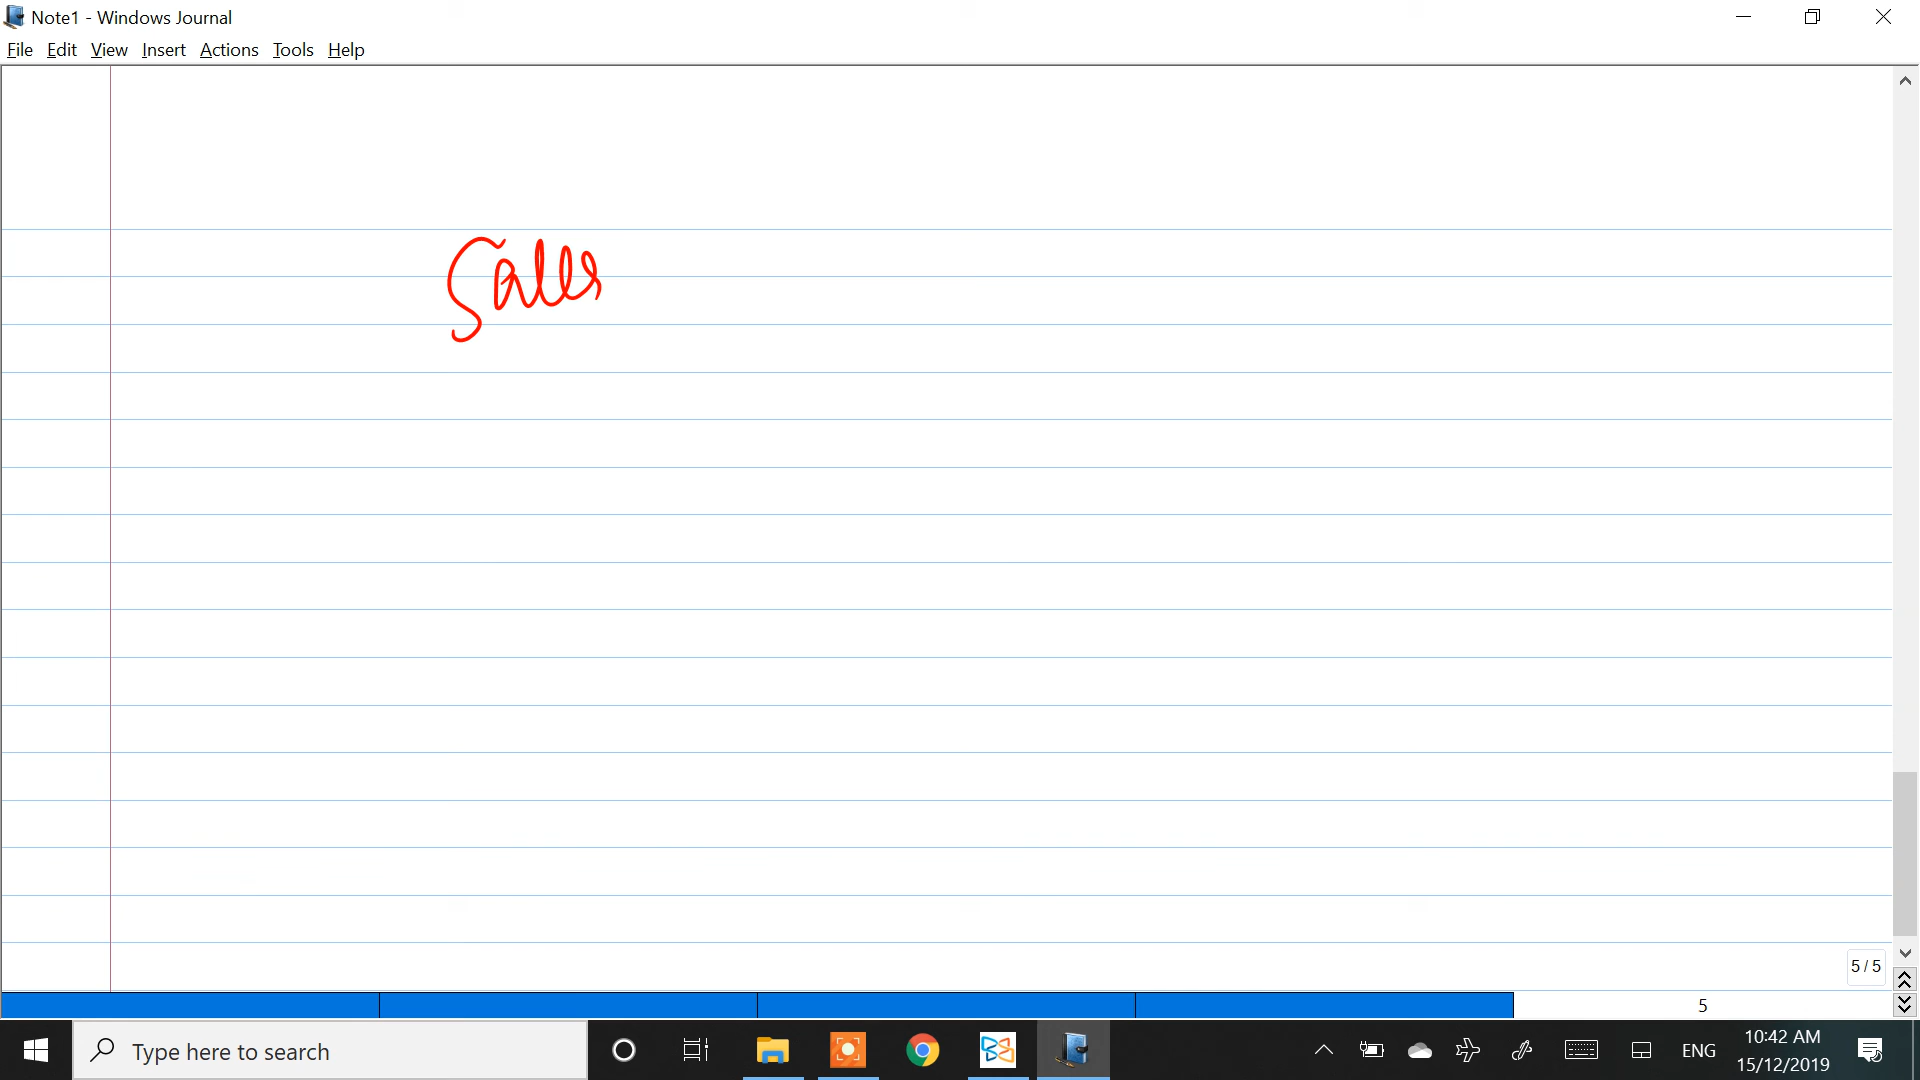 Note1 - Windows Journal
File Edit View Insert Actions Tools Help
Sales
5 / 5
5
Type here to search
ENG
10:42 AM
15/12/2019